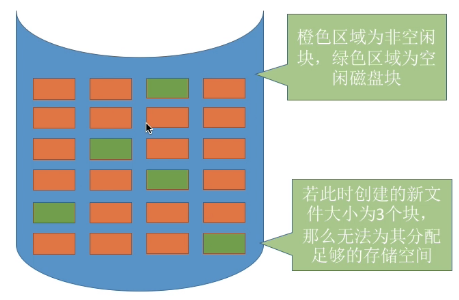 橙色区域为非空闲
块，绿色区域为空
闲磁盘块
若此时创建的新文
件大小为3个块，
那么无法为其分配
足够的存储空间